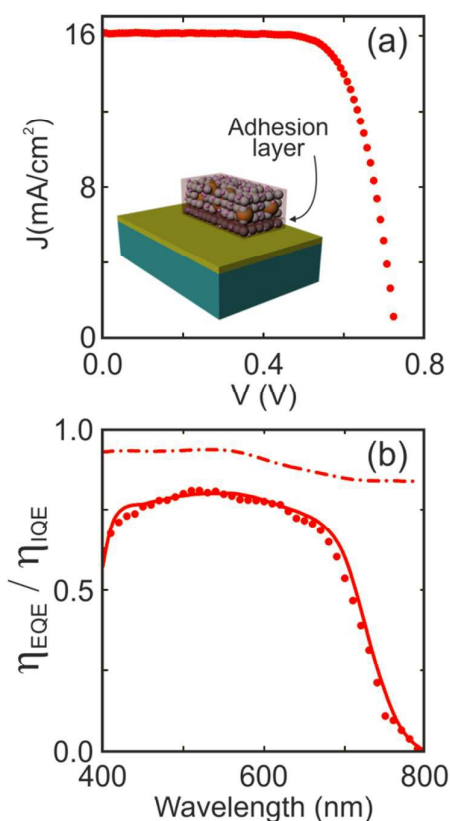 (a)
16
8
0
J(mA/cm²)
Adhesion
layer
0.0 0.4 0.8
V (V)
(b)
1.0
0.5
0.0
η_EQE / η_IQE
400 600 800
Wavelength (nm)